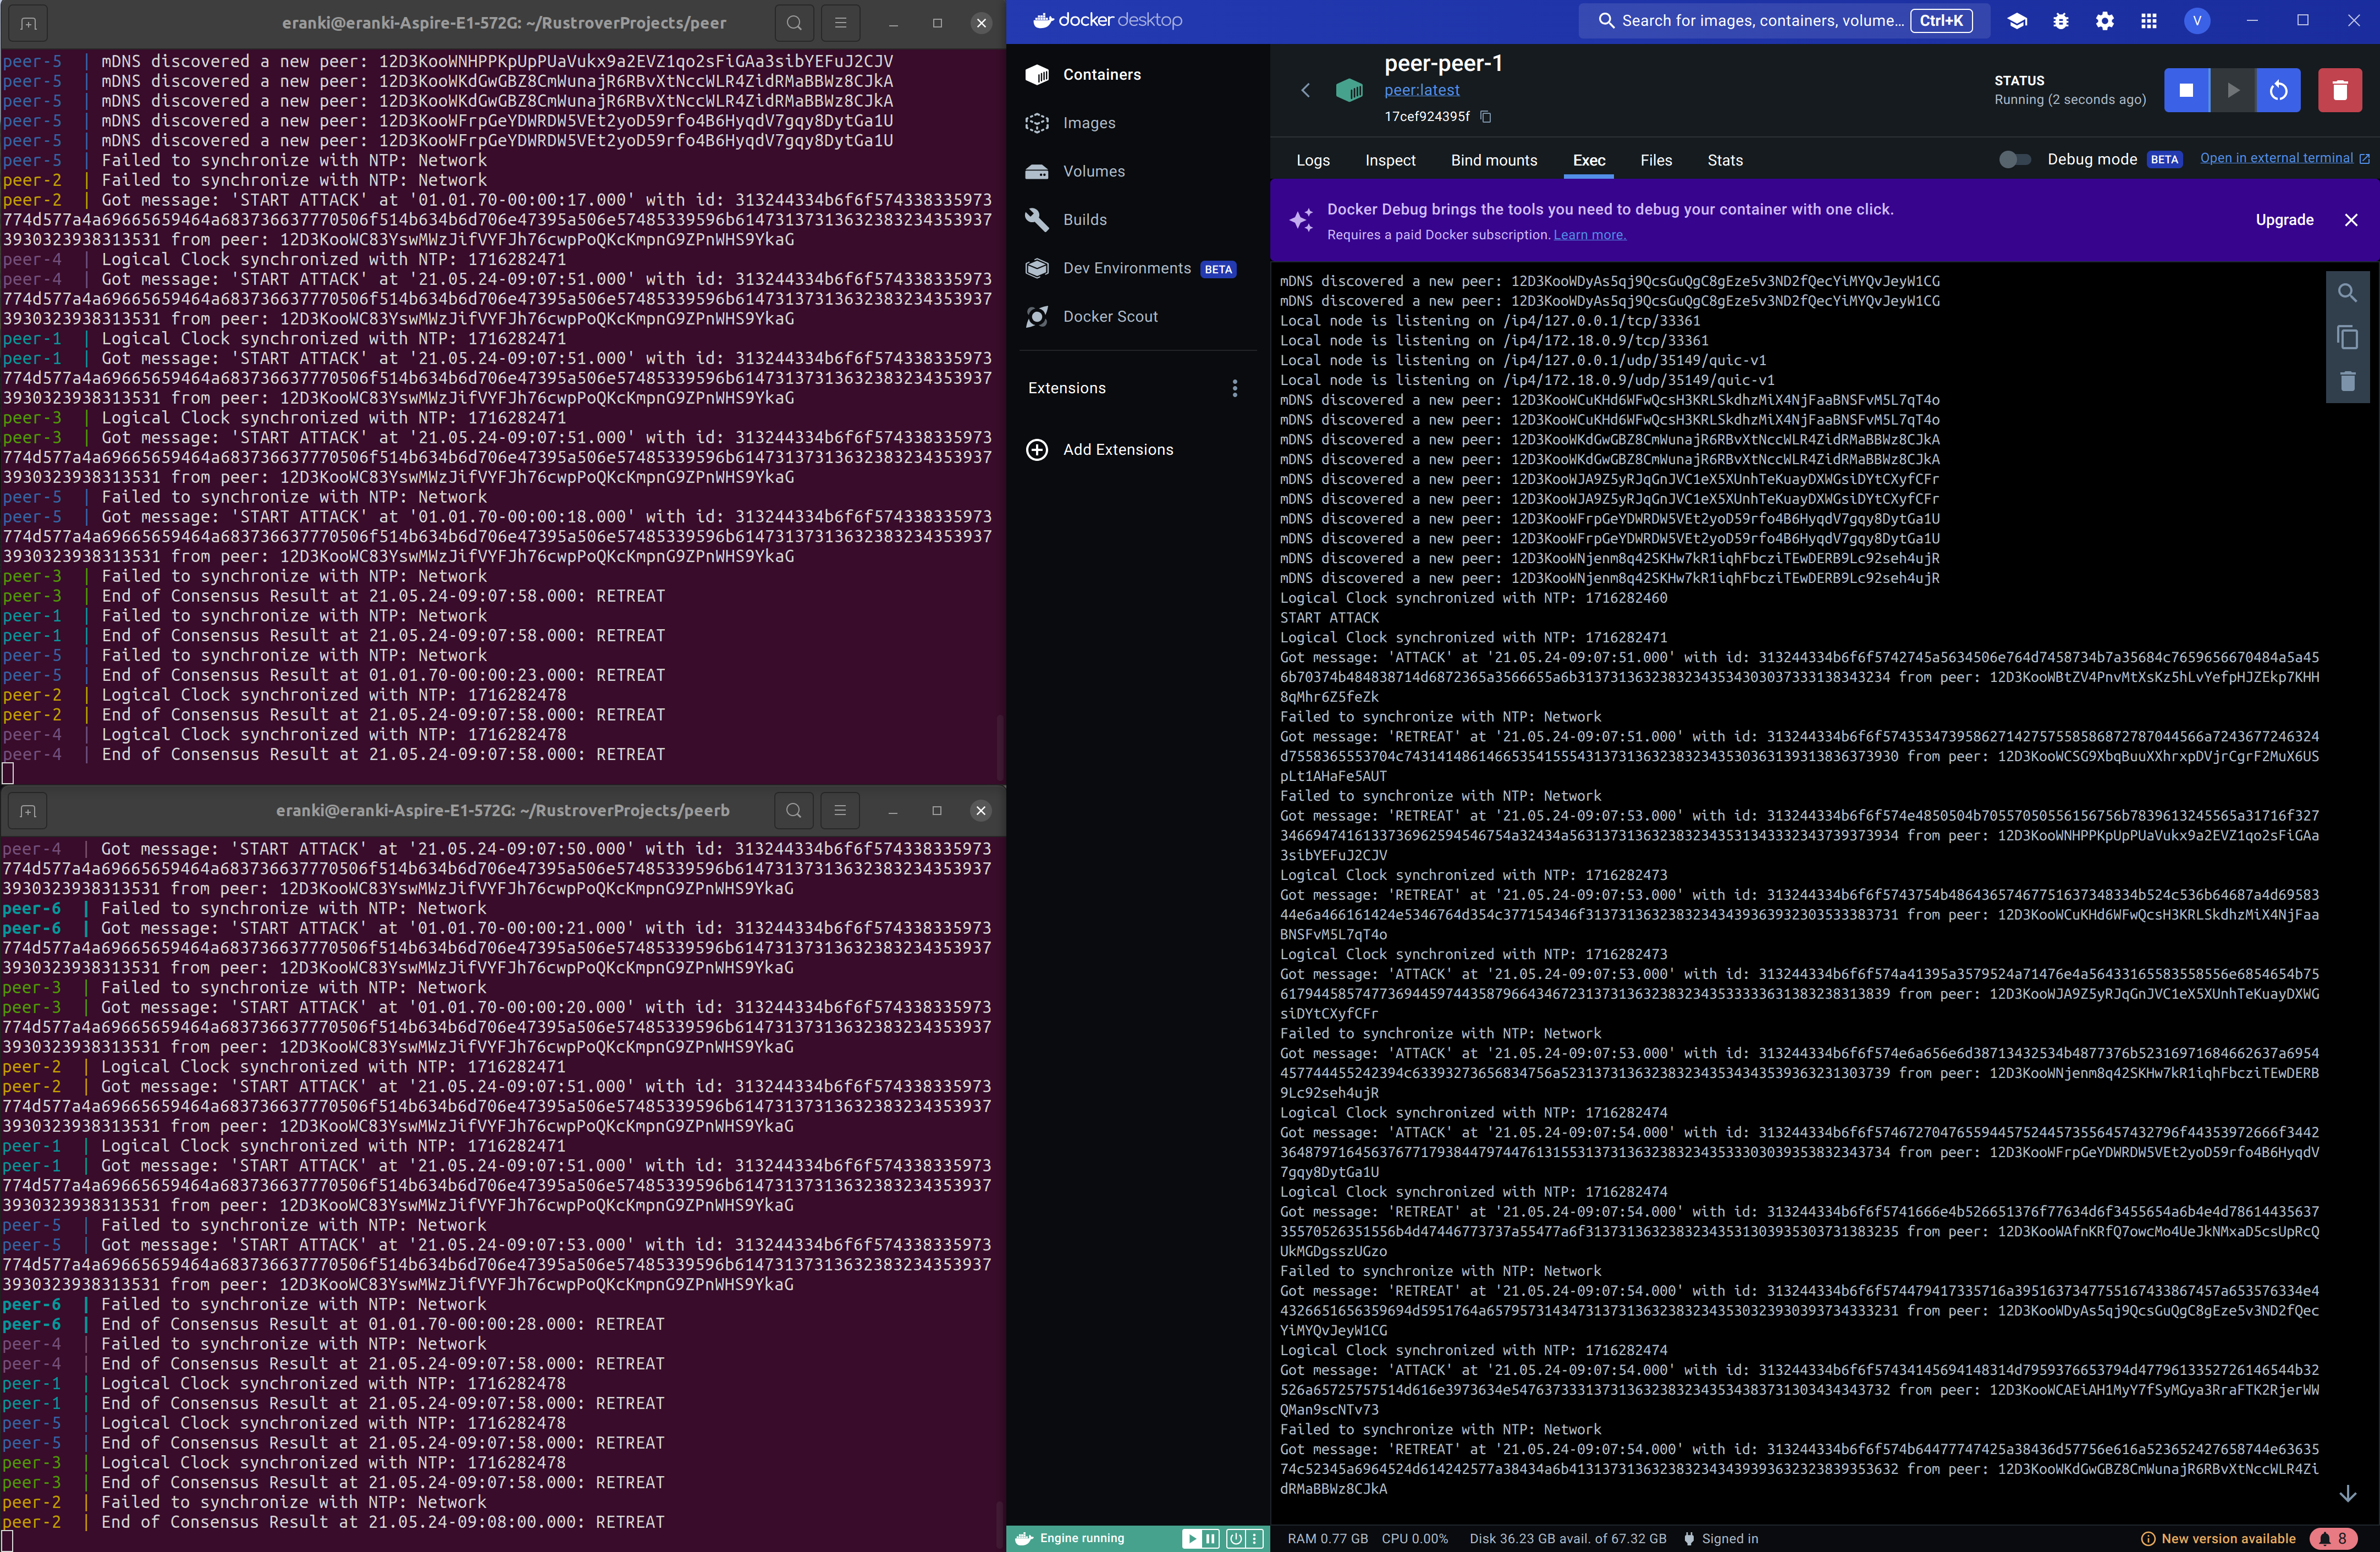 eranki@eranki-Aspire-E1-572G: ~/RustroverProjects/peer
peer-5 | mDNS discovered a new peer: 12D3KooWNHPPKpUpPUaVukx9a2EVZ1qo2sFiGAa3sibYEFuJ2CJV
peer-5 | mDNS discovered a new peer: 12D3KooWKdGwGBZ8CmWunajR6RBvXtNccWLR4ZidRMaBBWz8CJkA
peer-5 | mDNS discovered a new peer: 12D3KooWKdGwGBZ8CmWunajR6RBvXtNccWLR4ZidRMaBBWz8CJkA
peer-5 | mDNS discovered a new peer: 12D3KooWFrpGeYDWRDW5VEt2yoD59rfo4B6HyqdV7gqy8DytGa1U
peer-5 | mDNS discovered a new peer: 12D3KooWFrpGeYDWRDW5VEt2yoD59rfo4B6HyqdV7gqy8DytGa1U
peer-5 | Failed to synchronize with NTP: Network
peer-2 | Failed to synchronize with NTP: Network
peer-2 | Got message: 'START ATTACK' at '01.01.70-00:00:17.000' with id:
from peer: 12D3KooWC83YswMWzJifVYFJh76cwpPoQKcKmpnG9ZPnWHS9YkaG
peer-4 | Logical Clock synchronized with NTP: 1716282471
peer-4 | Got message: 'START ATTACK' at '21.05.24-09:07:51.000' with id:
from peer: 12D3KooWC83YswMWzJifVYFJh76cwpPoQKcKmpnG9ZPnWHS9YkaG
peer-1 | Logical Clock synchronized with NTP: 1716282471
peer-1 | Got message: 'START ATTACK' at '21.05.24-09:07:51.000' with id:
from peer: 12D3KooWC83YswMWzJifVYFJh76cwpPoQKcKmpnG9ZPnWHS9YkaG
peer-3 | Logical Clock synchronized with NTP: 1716282471
peer-3 | Got message: 'START ATTACK' at '21.05.24-09:07:51.000' with id:
from peer: 12D3KooWC83YswMWzJifVYFJh76cwpPoQKcKmpnG9ZPnWHS9YkaG
peer-5 | Failed to synchronize with NTP: Network
peer-5 | Got message: 'START ATTACK' at '01.01.70-00:00:18.000' with id:
from peer: 12D3KooWC83YswMWzJifVYFJh76cwpPoQKcKmpnG9ZPnWHS9YkaG
peer-3 | Failed to synchronize with NTP: Network
peer-3 | End of Consensus Result at 21.05.24-09:07:58.000: RETREAT
peer-1 | Failed to synchronize with NTP: Network
peer-1 | End of Consensus Result at 21.05.24-09:07:58.000: RETREAT
peer-5 | Failed to synchronize with NTP: Network
peer-5 | End of Consensus Result at 01.01.70-00:00:23.000: RETREAT
peer-2 | Logical Clock synchronized with NTP: 1716282478
peer-2 | End of Consensus Result at 21.05.24-09:07:58.000: RETREAT
peer-4 | Logical Clock synchronized with NTP: 1716282478
peer-4 | End of Consensus Result at 21.05.24-09:07:58.000: RETREAT
eranki@eranki-Aspire-E1-572G: ~/RustroverProjects/peerb
peer-4 | Got message: 'START ATTACK' at '21.05.24-09:07:50.000' with id:
from peer: 12D3KooWC83YswMWzJifVYFJh76cwpPoQKcKmpnG9ZPnWHS9YkaG
peer-6 | Failed to synchronize with NTP: Network
peer-6 | Got message: 'START ATTACK' at '01.01.70-00:00:21.000' with id:
from peer: 12D3KooWC83YswMWzJifVYFJh76cwpPoQKcKmpnG9ZPnWHS9YkaG
peer-3 | Failed to synchronize with NTP: Network
peer-3 | Got message: 'START ATTACK' at '01.01.70-00:00:20.000' with id:
from peer: 12D3KooWC83YswMWzJifVYFJh76cwpPoQKcKmpnG9ZPnWHS9YkaG
peer-2 | Logical Clock synchronized with NTP: 1716282471
peer-2 | Got message: 'START ATTACK' at '21.05.24-09:07:51.000' with id:
from peer: 12D3KooWC83YswMWzJifVYFJh76cwpPoQKcKmpnG9ZPnWHS9YkaG
peer-1 | Logical Clock synchronized with NTP: 1716282471
peer-1 | Got message: 'START ATTACK' at '21.05.24-09:07:51.000' with id:
from peer: 12D3KooWC83YswMWzJifVYFJh76cwpPoQKcKmpnG9ZPnWHS9YkaG
peer-5 | Failed to synchronize with NTP: Network
peer-5 | Got message: 'START ATTACK' at '21.05.24-09:07:53.000' with id:
from peer: 12D3KooWC83YswMWzJifVYFJh76cwpPoQKcKmpnG9ZPnWHS9YkaG
peer-6 | Failed to synchronize with NTP: Network
peer-6 | End of Consensus Result at 01.01.70-00:00:28.000: RETREAT
peer-4 | Failed to synchronize with NTP: Network
peer-4 | End of Consensus Result at 21.05.24-09:07:58.000: RETREAT
peer-1 | Logical Clock synchronized with NTP: 1716282478
peer-1 | End of Consensus Result at 21.05.24-09:07:58.000: RETREAT
peer-5 | Logical Clock synchronized with NTP: 1716282478
peer-5 | End of Consensus Result at 21.05.24-09:07:58.000: RETREAT
peer-3 | Logical Clock synchronized with NTP: 1716282478
peer-3 | End of Consensus Result at 21.05.24-09:07:58.000: RETREAT
peer-2 | Failed to synchronize with NTP: Network
peer-2 | End of Consensus Result at 21.05.24-09:08:00.000: RETREAT
docker desktop
Search for images, containers, volume... Ctrl+K
V
Containers
Images
Volumes
Builds
Dev Environments BETA
Docker Scout
Extensions
Add Extensions
peer-peer-1
peer:latest
17cef924395f
STATUS
Running (2 seconds ago)
Logs Inspect Bind mounts Exec Files Stats
Debug mode BETA Open in external terminal
Docker Debug brings the tools you need to debug your container with one click.
Requires a paid Docker subscription. Learn more.
Upgrade
mDNS discovered a new peer: 12D3KooWDyAs5qj9QcsGuQgC8gEze5v3ND2fQecYiMYQvJeyW1CG
mDNS discovered a new peer: 12D3KooWDyAs5qj9QcsGuQgC8gEze5v3ND2fQecYiMYQvJeyW1CG
Local node is listening on /ip4/127.0.0.1/tcp/33361
Local node is listening on /ip4/172.18.0.9/tcp/33361
Local node is listening on /ip4/127.0.0.1/udp/35149/quic-v1
Local node is listening on /ip4/172.18.0.9/udp/35149/quic-v1
mDNS discovered a new peer: 12D3KooWCuKHd6WFwQcsH3KRLSkdhzMiX4NjFaaBNSFvM5L7qT4o
mDNS discovered a new peer: 12D3KooWCuKHd6WFwQcsH3KRLSkdhzMiX4NjFaaBNSFvM5L7qT4o
mDNS discovered a new peer: 12D3KooWKdGwGBZ8CmWunajR6RBvXtNccWLR4ZidRMaBBWz8CJkA
mDNS discovered a new peer: 12D3KooWKdGwGBZ8CmWunajR6RBvXtNccWLR4ZidRMaBBWz8CJkA
mDNS discovered a new peer: 12D3KooWJA9Z5yRJqGnJVC1eX5XUnhTeKuayDXWGsiDYtCXyfCFr
mDNS discovered a new peer: 12D3KooWJA9Z5yRJqGnJVC1eX5XUnhTeKuayDXWGsiDYtCXyfCFr
mDNS discovered a new peer: 12D3KooWFrpGeYDWRDW5VEt2yoD59rfo4B6HyqdV7gqy8DytGa1U
mDNS discovered a new peer: 12D3KooWFrpGeYDWRDW5VEt2yoD59rfo4B6HyqdV7gqy8DytGa1U
mDNS discovered a new peer: 12D3KooWNjenm8q42SKHw7kR1iqhFbcziTEwDERB9Lc92seh4ujR
mDNS discovered a new peer: 12D3KooWNjenm8q42SKHw7kR1iqhFbcziTEwDERB9Lc92seh4ujR
Logical Clock synchronized with NTP: 1716282460
START ATTACK
Logical Clock synchronized with NTP: 1716282471
Got message: 'ATTACK' at '21.05.24-09:07:51.000' with id:
from peer: 12D3KooWBtZV4PnvMtXsKz5hLvYefpHJZEkp7KHH
8qMhr6Z5feZk
Failed to synchronize with NTP: Network
Got message: 'RETREAT' at '21.05.24-09:07:51.000' with id:
from peer: 12D3KooWCSG9XbqBuuXXhrxpDVjrCgrF2MuX6US
pLt1AHaFe5AUT
Failed to synchronize with NTP: Network
Got message: 'RETREAT' at '21.05.24-09:07:53.000' with id:
from peer: 12D3KooWNHPPKpUpPUaVukx9a2EVZ1qo2sFiGAa
3sibYEFuJ2CJV
Logical Clock synchronized with NTP: 1716282473
Got message: 'RETREAT' at '21.05.24-09:07:53.000' with id:
from peer: 12D3KooWCuKHd6WFwQcsH3KRLSkdhzMiX4NjFaa
BNSFvM5L7qT4o
Logical Clock synchronized with NTP: 1716282473
Got message: 'ATTACK' at '21.05.24-09:07:53.000' with id:
from peer: 12D3KooWJA9Z5yRJqGnJVC1eX5XUnhTeKuayDXWG
siDYtCXyfCFr
Failed to synchronize with NTP: Network
Got message: 'ATTACK' at '21.05.24-09:07:53.000' with id:
from peer: 12D3KooWNjenm8q42SKHw7kR1iqhFbcziTEwDERB
9Lc92seh4ujR
Logical Clock synchronized with NTP: 1716282474
Got message: 'ATTACK' at '21.05.24-09:07:54.000' with id:
from peer: 12D3KooWFrpGeYDWRDW5VEt2yoD59rfo4B6HyqdV
7gqy8DytGa1U
Logical Clock synchronized with NTP: 1716282474
Got message: 'RETREAT' at '21.05.24-09:07:54.000' with id:
from peer: 12D3KooWAfnKRfQ7owcMo4UeJkNMxaD5csUpRcQ
UkMGDgsszUGzo
Failed to synchronize with NTP: Network
Got message: 'RETREAT' at '21.05.24-09:07:54.000' with id:
from peer: 12D3KooWDyAs5qj9QcsGuQgC8gEze5v3ND2fQec
YiMYQvJeyW1CG
Logical Clock synchronized with NTP: 1716282474
Got message: 'ATTACK' at '21.05.24-09:07:54.000' with id:
from peer: 12D3KooWCAEiAH1MyY7fSyMGya3RraFTK2RjerWW
QMan9scNTv73
Failed to synchronize with NTP: Network
Got message: 'RETREAT' at '21.05.24-09:07:54.000' with id:
from peer: 12D3KooWKdGwGBZ8CmWunajR6RBvXtNccWLR4Zi
dRMaBBWz8CJkA
Engine running
RAM 0.77 GB CPU 0.00% Disk 36.23 GB avail. of 67.32 GB Signed in
New version available 8